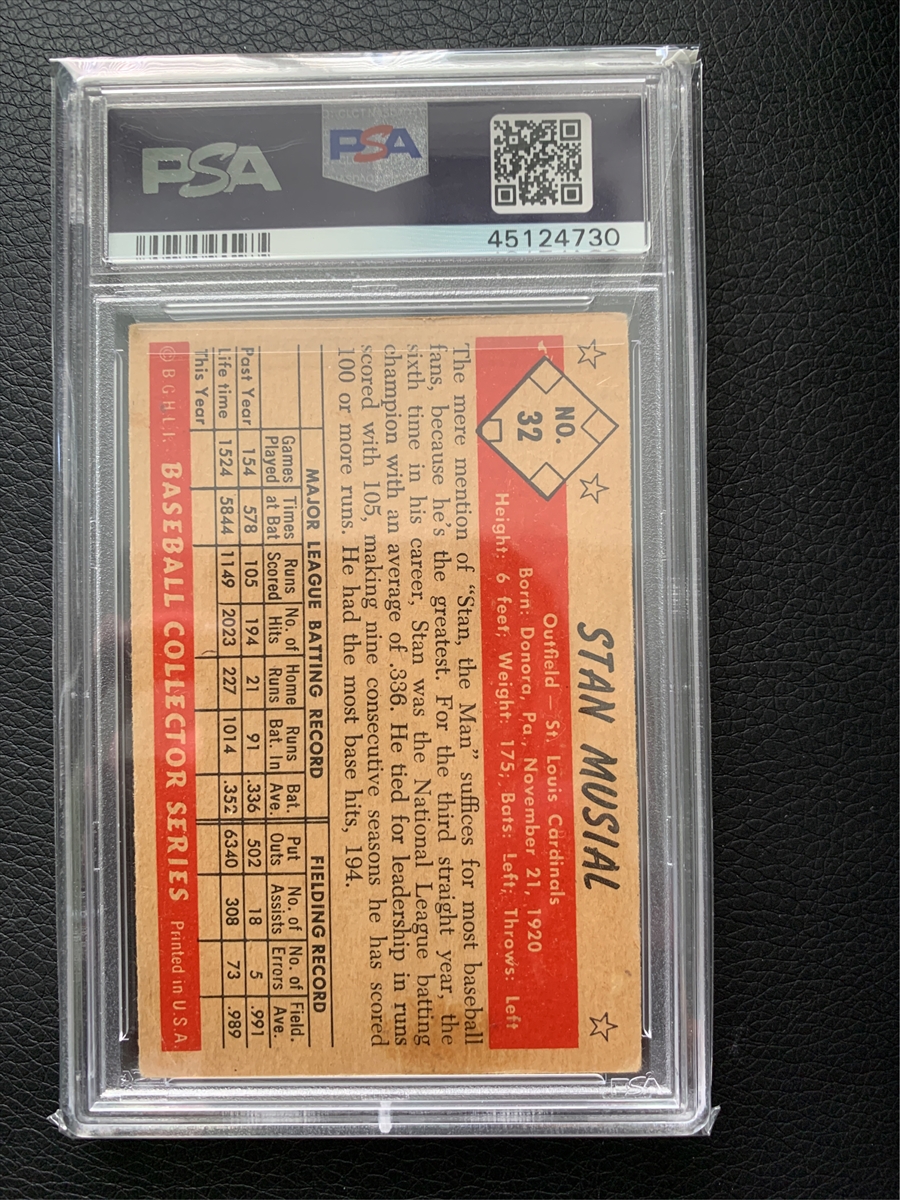 PSA
PSA
45124730
NO.
32
STAN MUSIAL
Outfield — St. Louis Cardinals
Born: Donora, Pa., November 21, 1920
Height: 6 feet; Weight: 175; Bats: Left; Throws: Left
The mere mention of “Stan, the Man” suffices for most baseball
fans, because he's the greatest. For the third straight year, the
sixth time in his career, Stan was the National League batting
champion with an average of .336. He tied for leadership in runs
scored with 105, making nine consecutive seasons he has scored
100 or more runs. He had the most base hits, 194.
MAJOR LEAGUE BATTING RECORD FIELDING RECORD
Games Times Runs No. of Home Runs Bat. Put No. of No. of Field.
Played at Bat Scored Hits Runs Bat. In Ave. Outs Assists Errors Ave.
Past Year 154 578 105 194 21 91 .336 502 18 5 .991
Life time 1524 5844 1149 2023 227 1014 .352 6340 308 73 .989
This Year
© B G H L I: BASEBALL COLLECTOR SERIES Printed in U.S.A.
PSA